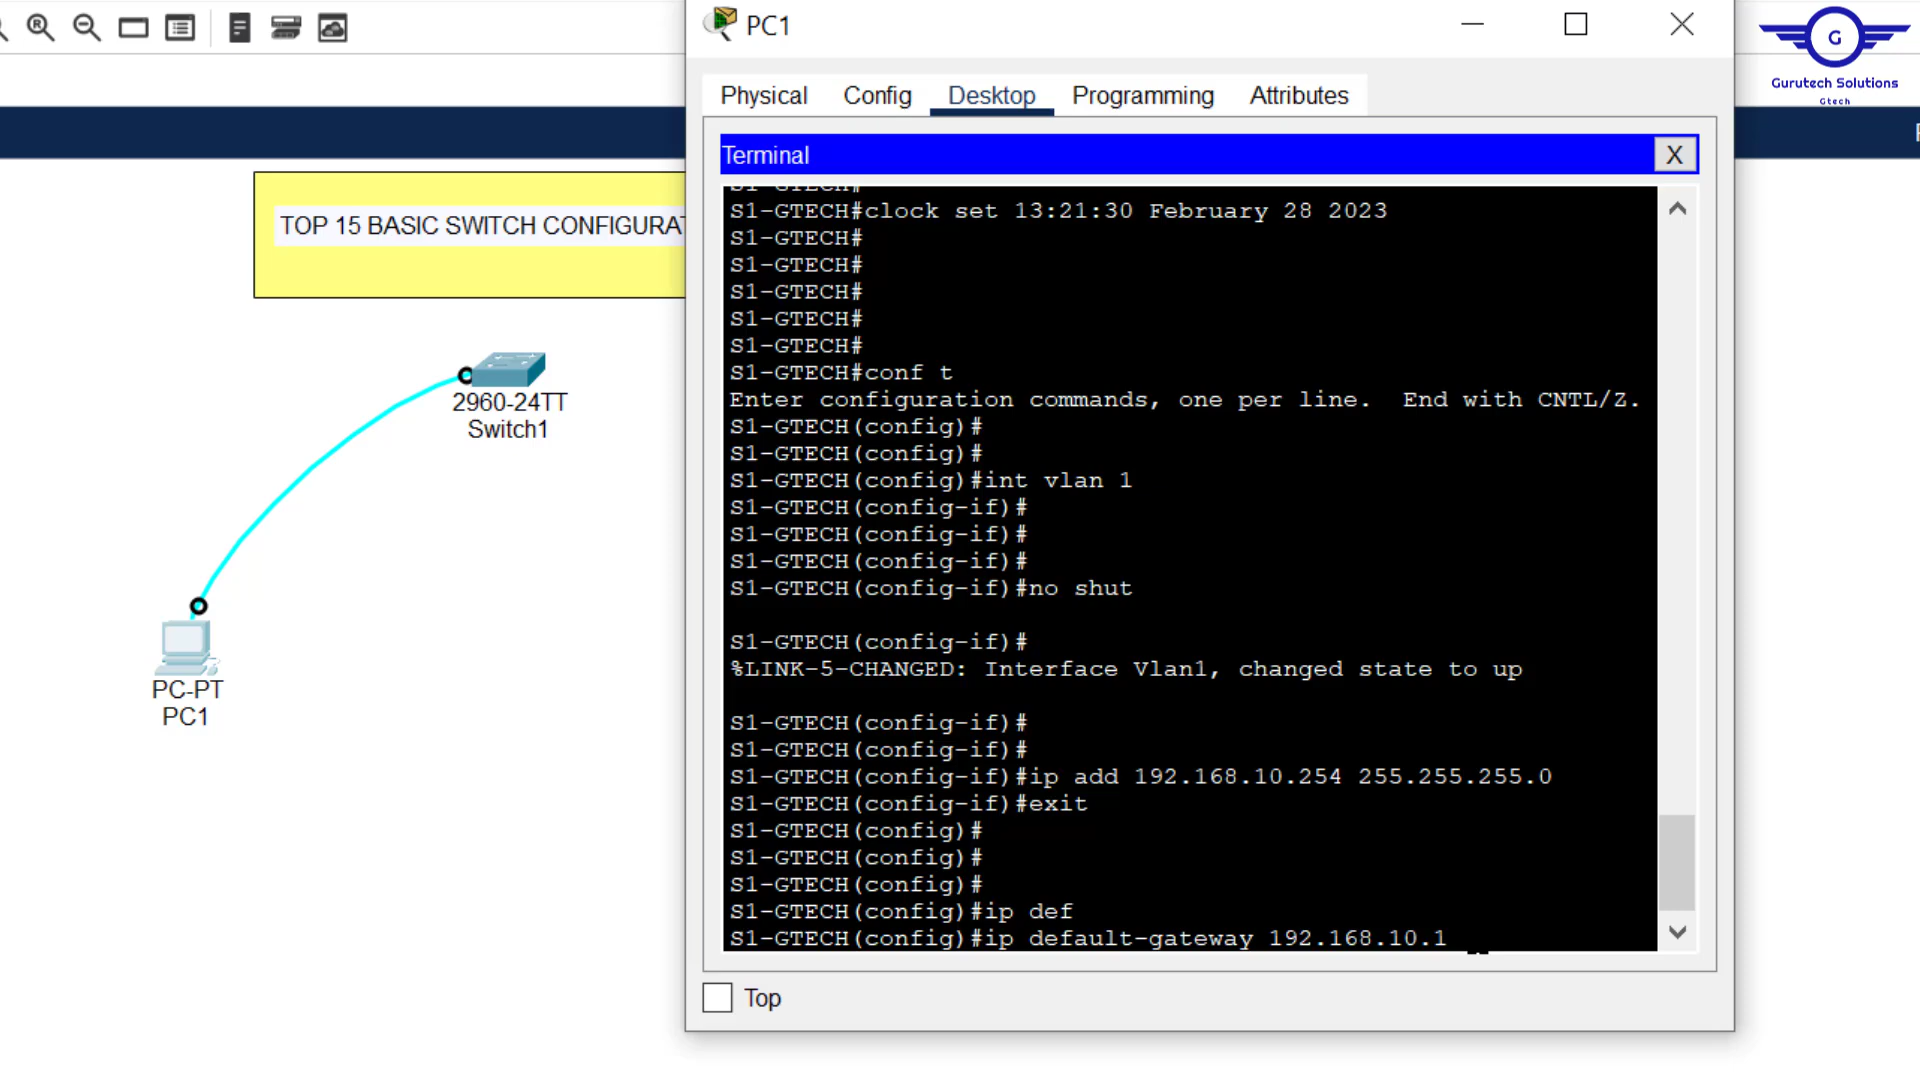 PC1
G
Gurutech Solutions
Gtech
Physical Config Desktop Programming Attributes
Terminal
X
TOP 15 BASIC SWITCH CONFIGURAT
S1-GTECH#
S1-GTECH#clock set 13:21:30 February 28 2023
S1-GTECH#
S1-GTECH#
S1-GTECH#
S1-GTECH#
S1-GTECH#
S1-GTECH#conf t
Enter configuration commands, one per line.  End with CNTL/Z.
S1-GTECH(config)#
S1-GTECH(config)#
S1-GTECH(config)#int vlan 1
S1-GTECH(config-if)#
S1-GTECH(config-if)#
S1-GTECH(config-if)#
S1-GTECH(config-if)#no shut
S1-GTECH(config-if)#
%LINK-5-CHANGED: Interface Vlan1, changed state to up
S1-GTECH(config-if)#
S1-GTECH(config-if)#
S1-GTECH(config-if)#ip add 192.168.10.254 255.255.255.0
S1-GTECH(config-if)#exit
S1-GTECH(config)#
S1-GTECH(config)#
S1-GTECH(config)#
S1-GTECH(config)#ip def
S1-GTECH(config)#ip default-gateway 192.168.10.1
Top
2960-24TT
Switch1
PC-PT
PC1